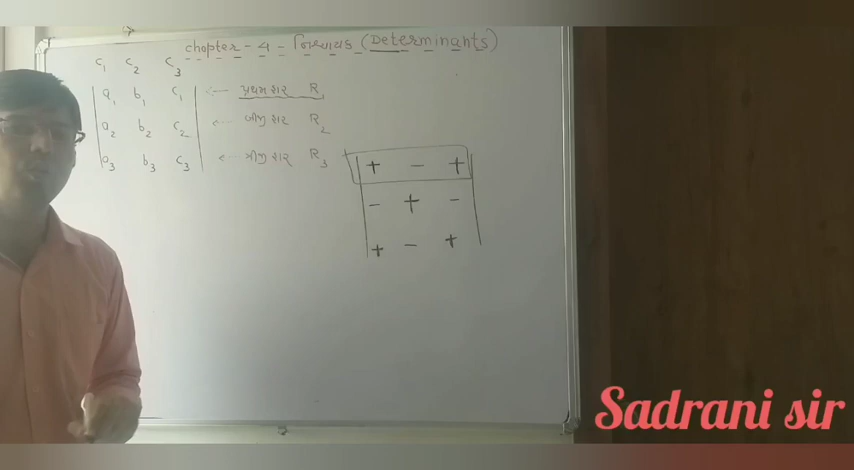 chapter - 4 - નિશ્ચાયક (Determinants)
C₁ C₂ C₃
a₁ b₁ c₁ ← પ્રથમ હાર R₁
a₂ b₂ c₂ ← બીજી હાર R₂
a₃ b₃ c₃ ← ત્રીજી હાર R₃
+ - +
- + -
+ - +
Sadrani sir